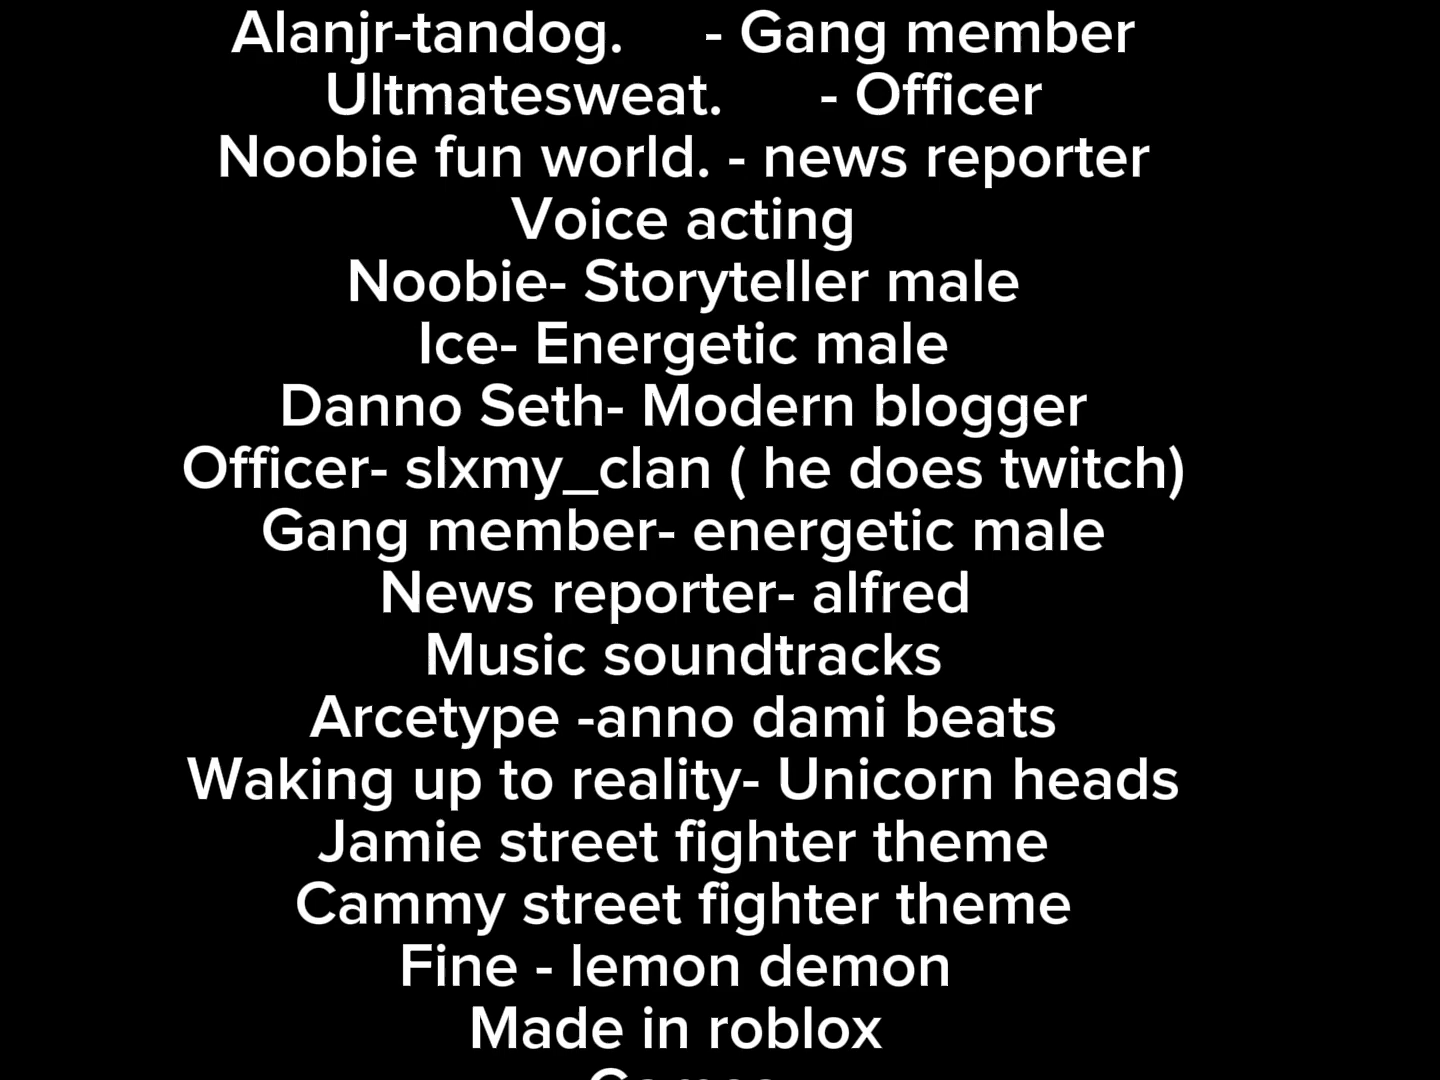 Alanjr-tandog. - Gang member
Ultmatesweat. - Officer
Noobie fun world. - news reporter
Voice acting
Noobie- Storyteller male
Ice- Energetic male
Danno Seth- Modern blogger
Officer- slxmy_clan ( he does twitch)
Gang member- energetic male
News reporter- alfred
Music soundtracks
Arcetype -anno dami beats
Waking up to reality- Unicorn heads
Jamie street fighter theme
Cammy street fighter theme
Fine - lemon demon
Made in roblox